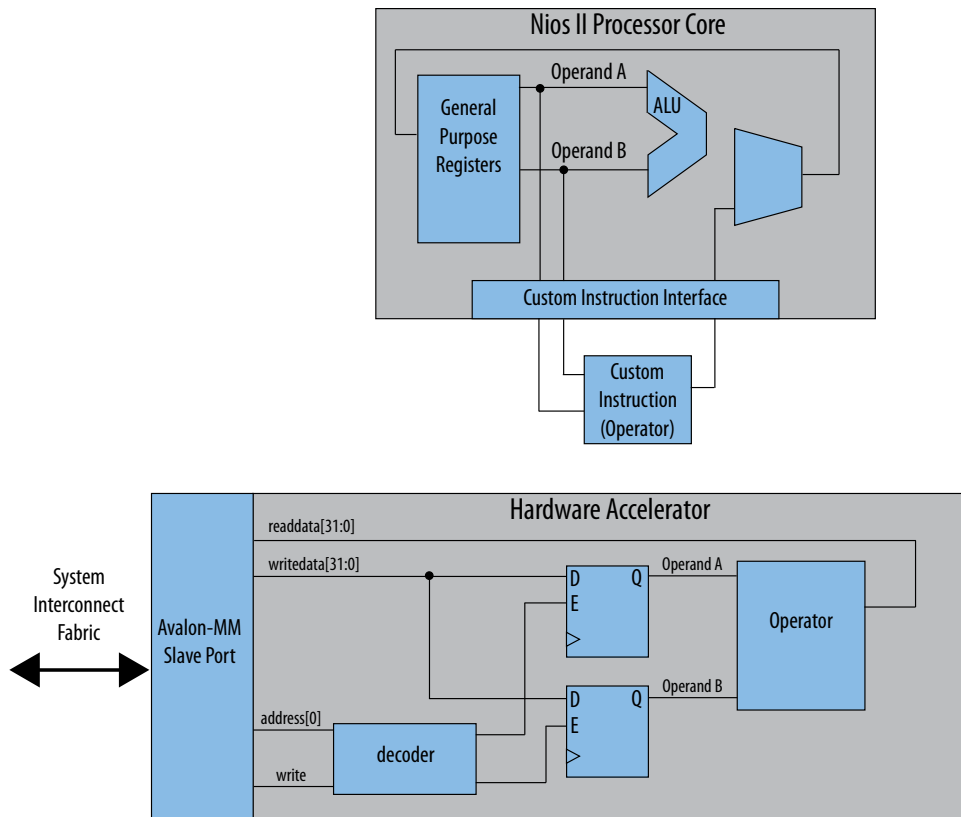 Nios II Processor Core
Operand A
General
Purpose
Registers
ALU
Operand B
Custom Instruction Interface
Custom
Instruction
(Operator)
Hardware Accelerator
readdata[31:0]
writedata[31:0]
System
Interconnect
Fabric
Avalon-MM
Slave Port
D
Q
E
Operand A
Operator
D
Q
E
Operand B
address[0]
decoder
write